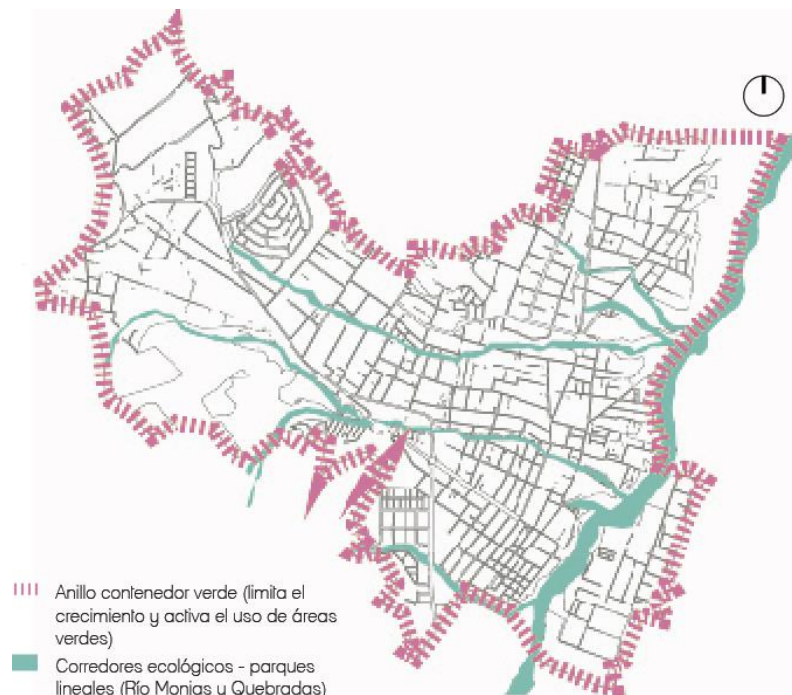 Anillo contenedor verde (limita el
crecimiento y activa el uso de áreas
verdes)
Corredores ecológicos - parques
lineales (Río Monjas y Quebradas)